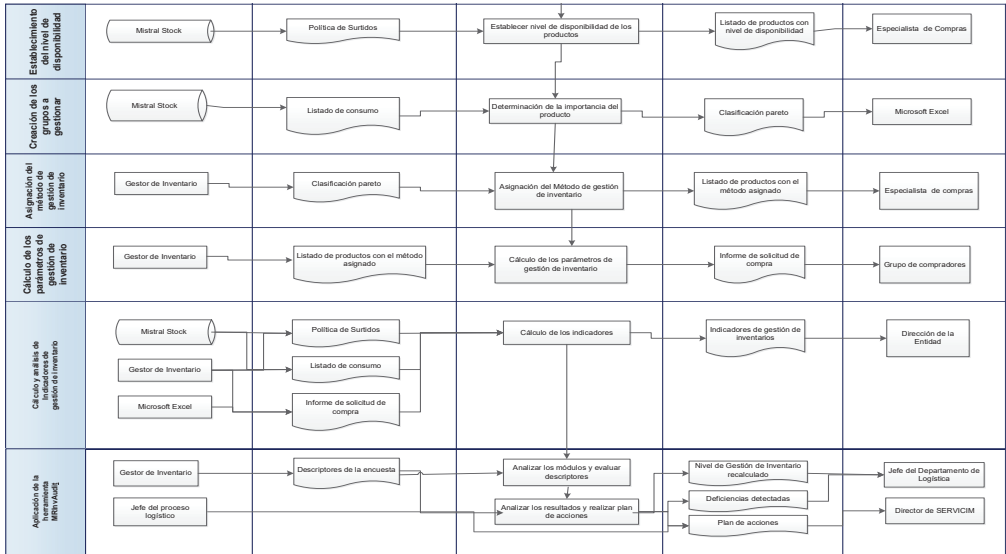 Establecimiento
del nivel de
disponibilidad
Mistral Stock
Política de Surtidos
Establecer nivel de disponibilidad de los
productos
Listado de productos con
nivel de disponibilidad
Especialista de Compras
Creación de los
grupos a
gestionar
Mistral Stock
Listado de consumo
Determinación de la importancia del
producto
Clasificación pareto
Microsoft Excel
Asignación del
método de
gestión de
inventario
Gestor de Inventario
Clasificación pareto
Asignación del Método de gestión
de inventario
Listado de productos con el
método asignado
Especialista de compras
Cálculo de los
parámetros de
gestión de
inventario
Gestor de Inventario
Listado de productos con el método
asignado
Cálculo de los parámetros de
gestión de inventario
Informe de solicitud de
compra
Grupo de compradores
Cálculo y análisis de
Indicadores de
gestión de inventario
Mistral Stock
Gestor de Inventario
Microsoft Excel
Política de Surtidos
Listado de consumo
Informe de solicitud de
compra
Cálculo de los indicadores
Indicadores de gestión de
inventarios
Dirección de la
Entidad
Aplicación de la
herramienta
MRInvAudit
Gestor de Inventario
Jefe del proceso
logístico
Descriptores de la encuesta
Analizar los módulos y evaluar
descriptores
Analizar los resultados y realizar plan
de acciones
Nivel de Gestión de Inventario
recalculado
Deficiencias detectadas
Plan de acciones
Jefe del Departamento de
Logística
Director de SERVICIM